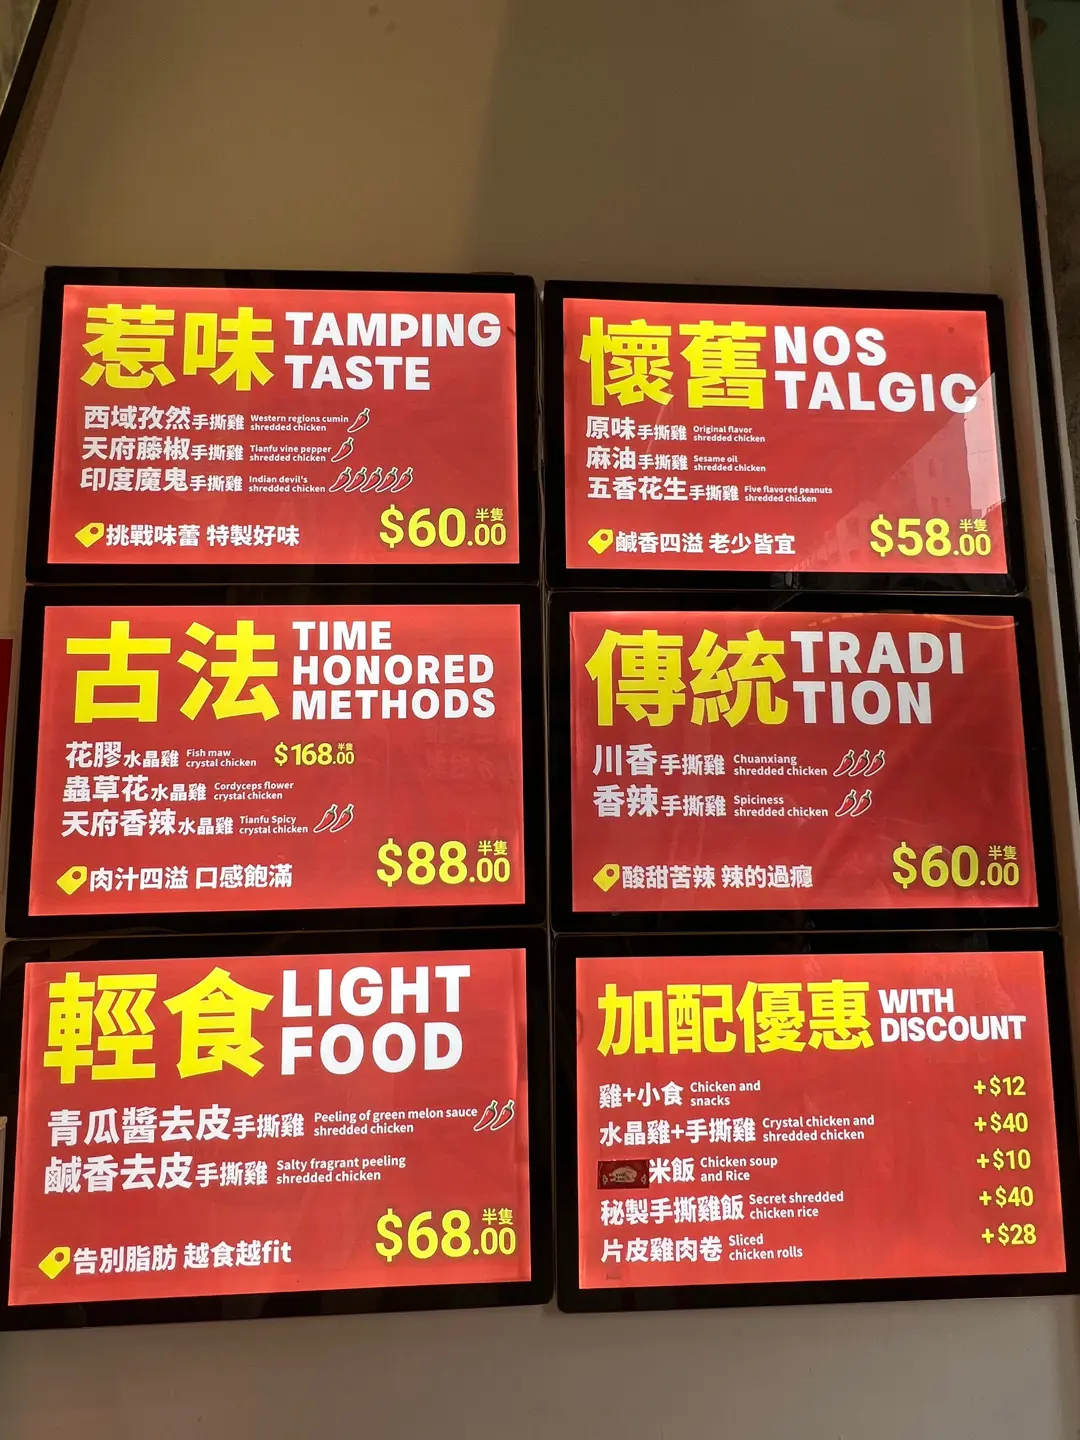 惹味 TAMPING
TASTE
西域孜然手撕雞 Western regions cumin
shredded chicken
天府藤椒手撕雞 Tianfu vine pepper
shredded chicken
印度魔鬼手撕雞 Indian devil's
shredded chicken
挑戰味蕾 特製好味
$60.00 半隻
懷舊 NOS
TALGIC
原味手撕雞 Original flavor
shredded chicken
麻油手撕雞 Sesame oil
shredded chicken
五香花生手撕雞 Five flavored peanuts
shredded chicken
鹹香四溢 老少皆宜
$58.00 半隻
古法 TIME
HONORED
METHODS
花膠水晶雞 Fish maw
crystal chicken
$168.00 半隻
蟲草花水晶雞 Cordyceps flower
crystal chicken
天府香辣水晶雞 Tianfu Spicy
crystal chicken
肉汁四溢 口感飽滿
$88.00 半隻
傳統 TRADI
TION
川香手撕雞 Chuanxiang
shredded chicken
香辣手撕雞 Spiciness
shredded chicken
酸甜苦辣 辣的過癮
$60.00 半隻
輕食 LIGHT
FOOD
青瓜醬去皮手撕雞 Peeling of green melon sauce
shredded chicken
鹹香去皮手撕雞 Salty fragrant peeling
shredded chicken
告別脂肪 越食越fit
$68.00 半隻
加配優惠 WITH
DISCOUNT
雞+小食 Chicken and
snacks
+$12
水晶雞+手撕雞 Crystal chicken and
shredded chicken
+$40
米飯 Chicken soup
and Rice
+$10
秘製手撕雞飯 Secret shredded
chicken rice
+$40
片皮雞肉卷 Sliced
chicken rolls
+$28